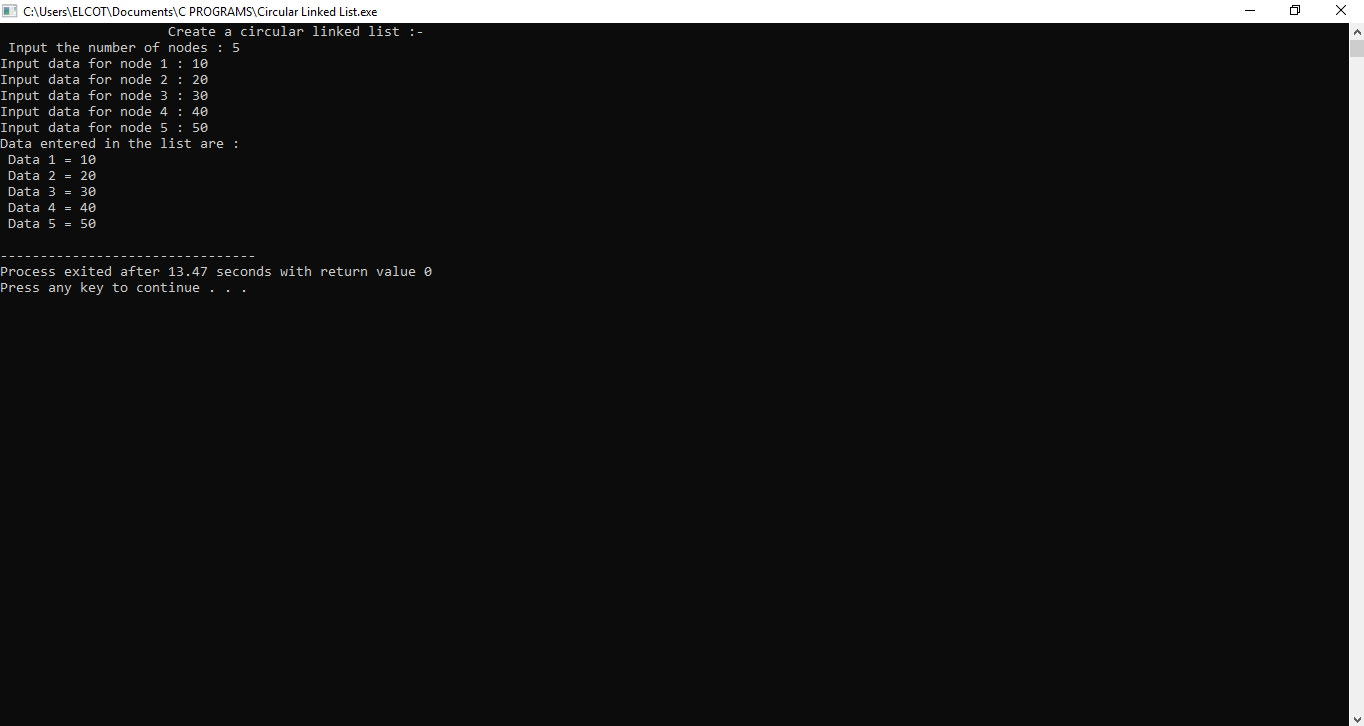 C:\Users\ELCOT\Documents\C PROGRAMS\Circular Linked List.exe
Create a circular linked list :-
Input the number of nodes : 5
Input data for node 1 : 10
Input data for node 2 : 20
Input data for node 3 : 30
Input data for node 4 : 40
Input data for node 5 : 50
Data entered in the list are :
Data 1 = 10
Data 2 = 20
Data 3 = 30
Data 4 = 40
Data 5 = 50
--------------------------------
Process exited after 13.47 seconds with return value 0
Press any key to continue . . .